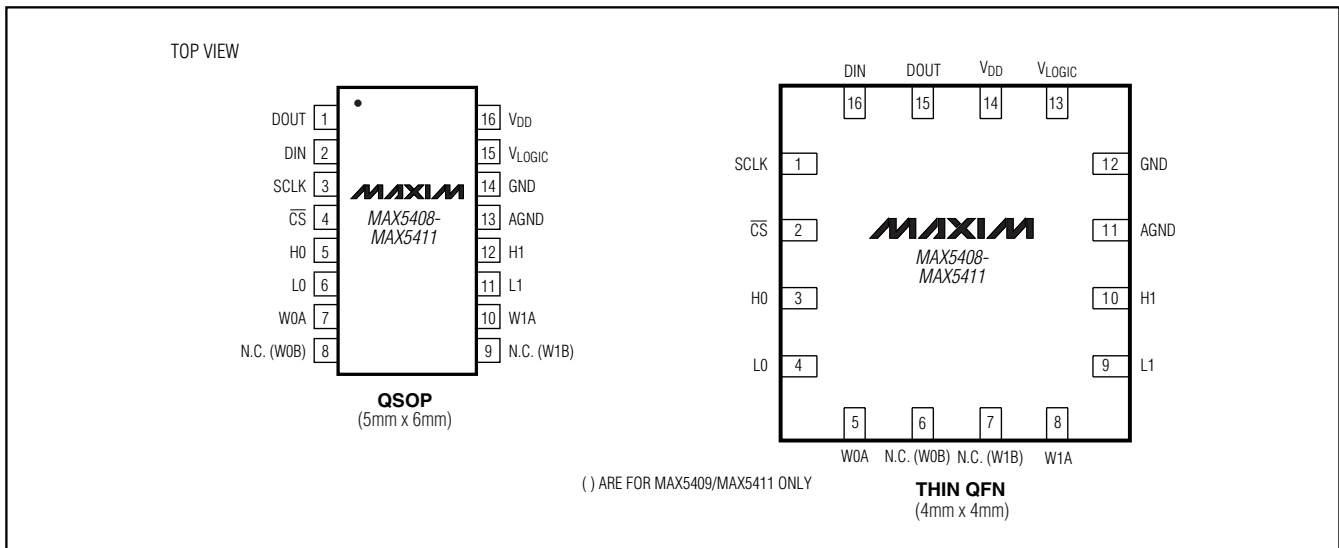 TOP VIEW
DOUT 1
DIN 2
SCLK 3
CS 4
H0 5
L0 6
W0A 7
N.C. (W0B) 8
16 VDD
15 VLOGIC
14 GND
13 AGND
12 H1
11 L1
10 W1A
9 N.C. (W1B)
MAXIM
MAX5408-
MAX5411
QSOP
(5mm x 6mm)
DIN DOUT VDD VLOGIC
16 15 14 13
SCLK 1
CS 2
H0 3
L0 4
12 GND
11 AGND
10 H1
9 L1
MAXIM
MAX5408-
MAX5411
5 6 7 8
W0A N.C. (W0B) N.C. (W1B) W1A
( ) ARE FOR MAX5409/MAX5411 ONLY
THIN QFN
(4mm x 4mm)